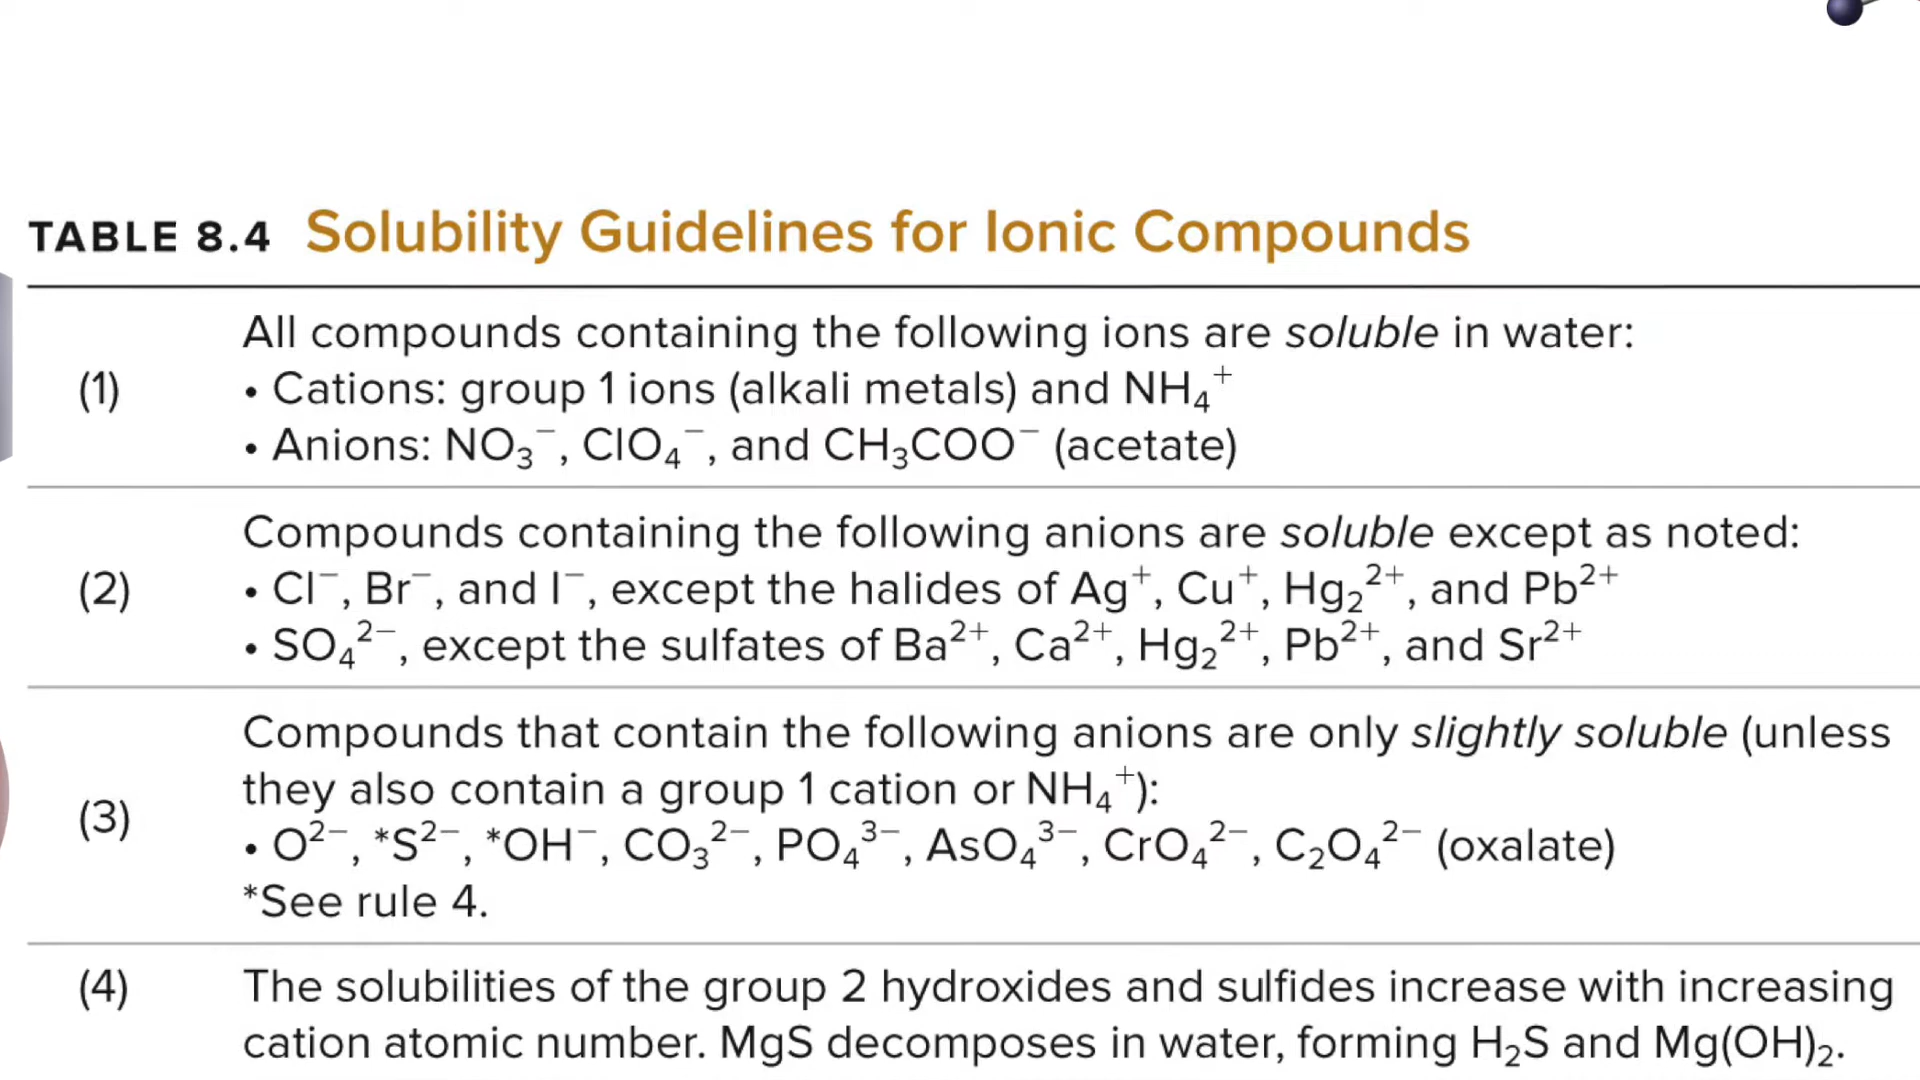 TABLE 8.4 Solubility Guidelines for Ionic Compounds
(1)
All compounds containing the following ions are soluble in water:
• Cations: group 1 ions (alkali metals) and NH₄⁺
• Anions: NO₃⁻, ClO₄⁻, and CH₃COO⁻ (acetate)
(2)
Compounds containing the following anions are soluble except as noted:
• Cl⁻, Br⁻, and I⁻, except the halides of Ag⁺, Cu⁺, Hg₂²⁺, and Pb²⁺
• SO₄²⁻, except the sulfates of Ba²⁺, Ca²⁺, Hg₂²⁺, Pb²⁺, and Sr²⁺
(3)
Compounds that contain the following anions are only slightly soluble (unless
they also contain a group 1 cation or NH₄⁺):
• O²⁻, *S²⁻, *OH⁻, CO₃²⁻, PO₄³⁻, AsO₄³⁻, CrO₄²⁻, C₂O₄²⁻ (oxalate)
*See rule 4.
(4)
The solubilities of the group 2 hydroxides and sulfides increase with increasing
cation atomic number. MgS decomposes in water, forming H₂S and Mg(OH)₂.